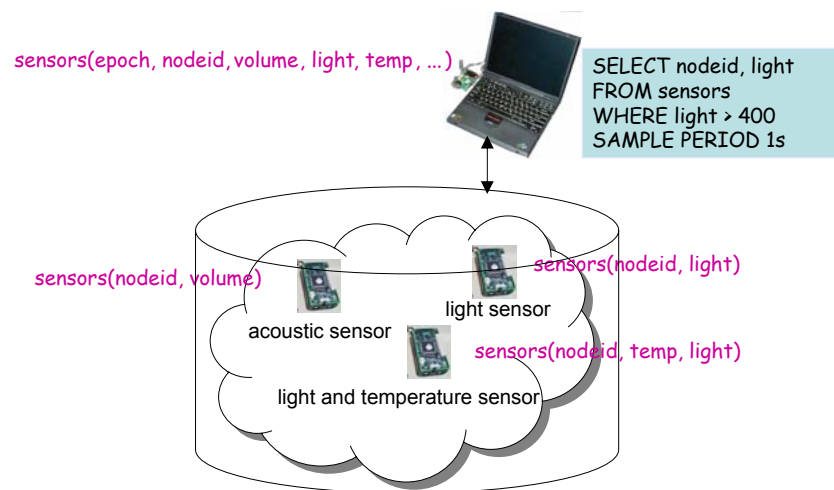 sensors(epoch, nodeid, volume, light, temp, ...)
SELECT nodeid, light
FROM sensors
WHERE light > 400
SAMPLE PERIOD 1s
sensors(nodeid, volume)
sensors(nodeid, light)
acoustic sensor
light sensor
sensors(nodeid, temp, light)
light and temperature sensor